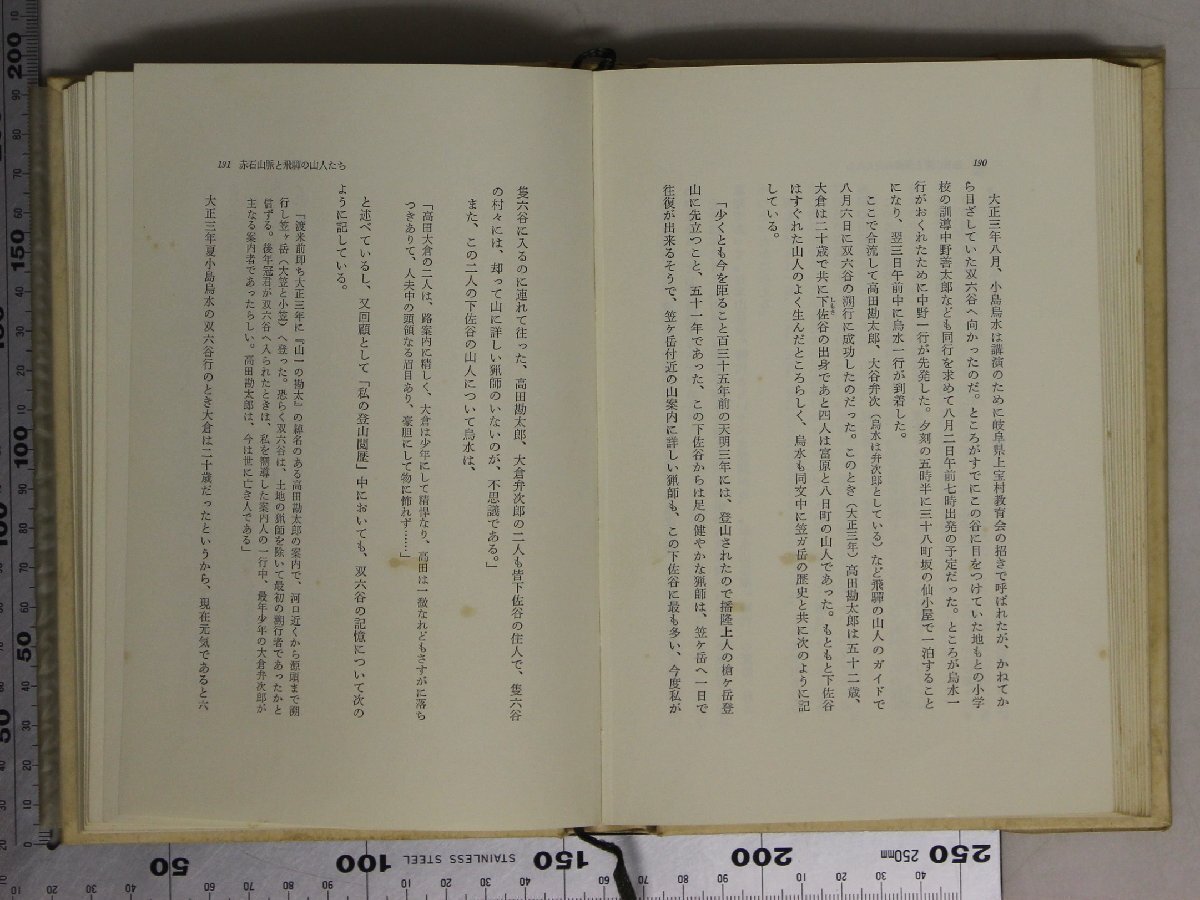 190
大正三年八月、小島烏水は講演のために岐阜県上宝村教育会の招きで呼ばれたが、かねてか
ら目ざしていた双六谷へ向かったのだ。ところがすでにこの谷に目をつけていた地もとの小学
校の訓導中野善太郎なども同行を求めて八月二日午前七時出発の予定だった。ところが烏水一
行がおくれたために中野一行が先発した。夕刻の五時半に三十八町坂の仙小屋で一泊すること
になり、翌三日午前中に烏水一行が到着した。
ここで合流して高田勘太郎、大谷弁次（烏水は弁次郎としている）など飛驒の山人のガイドで
八月六日に双六谷の溯行に成功したのだった。このとき（大正三年）高田勘太郎は五十二歳、
大倉は二十歳で共に下佐谷の出身であと四人は富原と八日町の山人であった。もともと下佐谷
はすぐれた山人のよく生んだところらしく、烏水も同文中に笠ガ岳の歴史と共に次のように記
している。
「少くとも今を距ること百三十五年前の天明三年には、登山されたので播隆上人の槍ヶ岳登
山に先立つこと、五十一年であった、この下佐谷からは足の健やかな猟師は、笠ヶ岳へ一日で
往復が出来るそうで、笠ヶ岳付近の山案内に詳しい猟師も、この下佐谷に最も多い、今度私が
191 赤石山脈と飛驒の山人たち
隻六谷に入るのに連れて往った、高田勘太郎、大倉弁次郎の二人も皆下佐谷の住人で、隻六谷
の村々には、却って山に詳しい猟師のいないのが、不思議である。」
また、この二人の下佐谷の山人について烏水は、
「高田大倉の二人は、路案内に精しく、大倉は少年にして精悍なり、高田は一癖なれどもさすがに落ち
つきありて、人夫中の頭領なる眉目あり、豪胆にして物に怖れず……」
と述べているし、又回顧として「私の登山閲歴」中においても、双六谷の記憶について次の
ように記している。
「渡米前即ち大正三年に『山一の勘太』の綽名のある高田勘太郎の案内で、河口近くから源頃まで溯
行し笠ヶ岳（大笠と小笠）へ登った。恐らく双六谷は、土地の猟師を除いて最初の溯行者であったかと
信ずる。後年冠君が双六谷へ入られたときは、私を嚮導した案内人の一行中、最年少年の大倉弁次郎が
主なる案内者であったらしい。高田勘太郎は、今は世に亡き人である」
大正三年夏小島烏水の双六谷行のとき大倉は二十歳だったというから、現在元気であると六